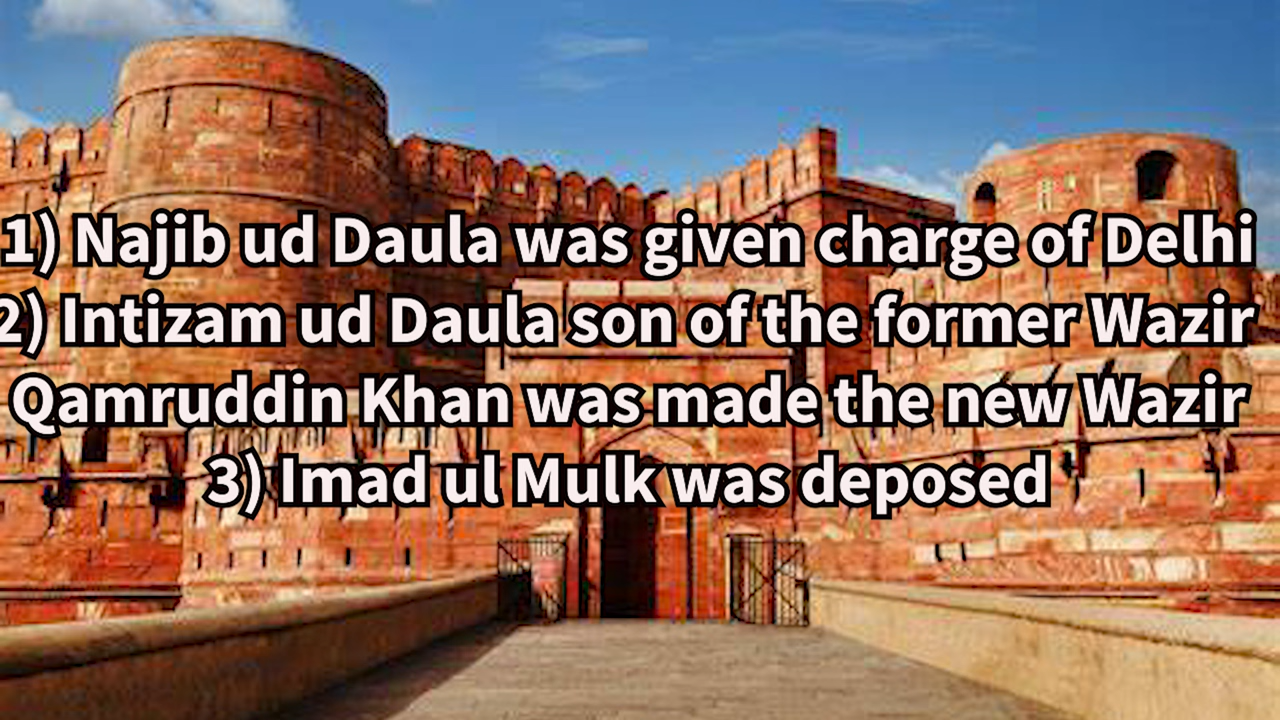 1) Najib ud Daula was given charge of Delhi
2) Intizam ud Daula son of the former Wazir
Qamruddin Khan was made the new Wazir
3) Imad ul Mulk was deposed